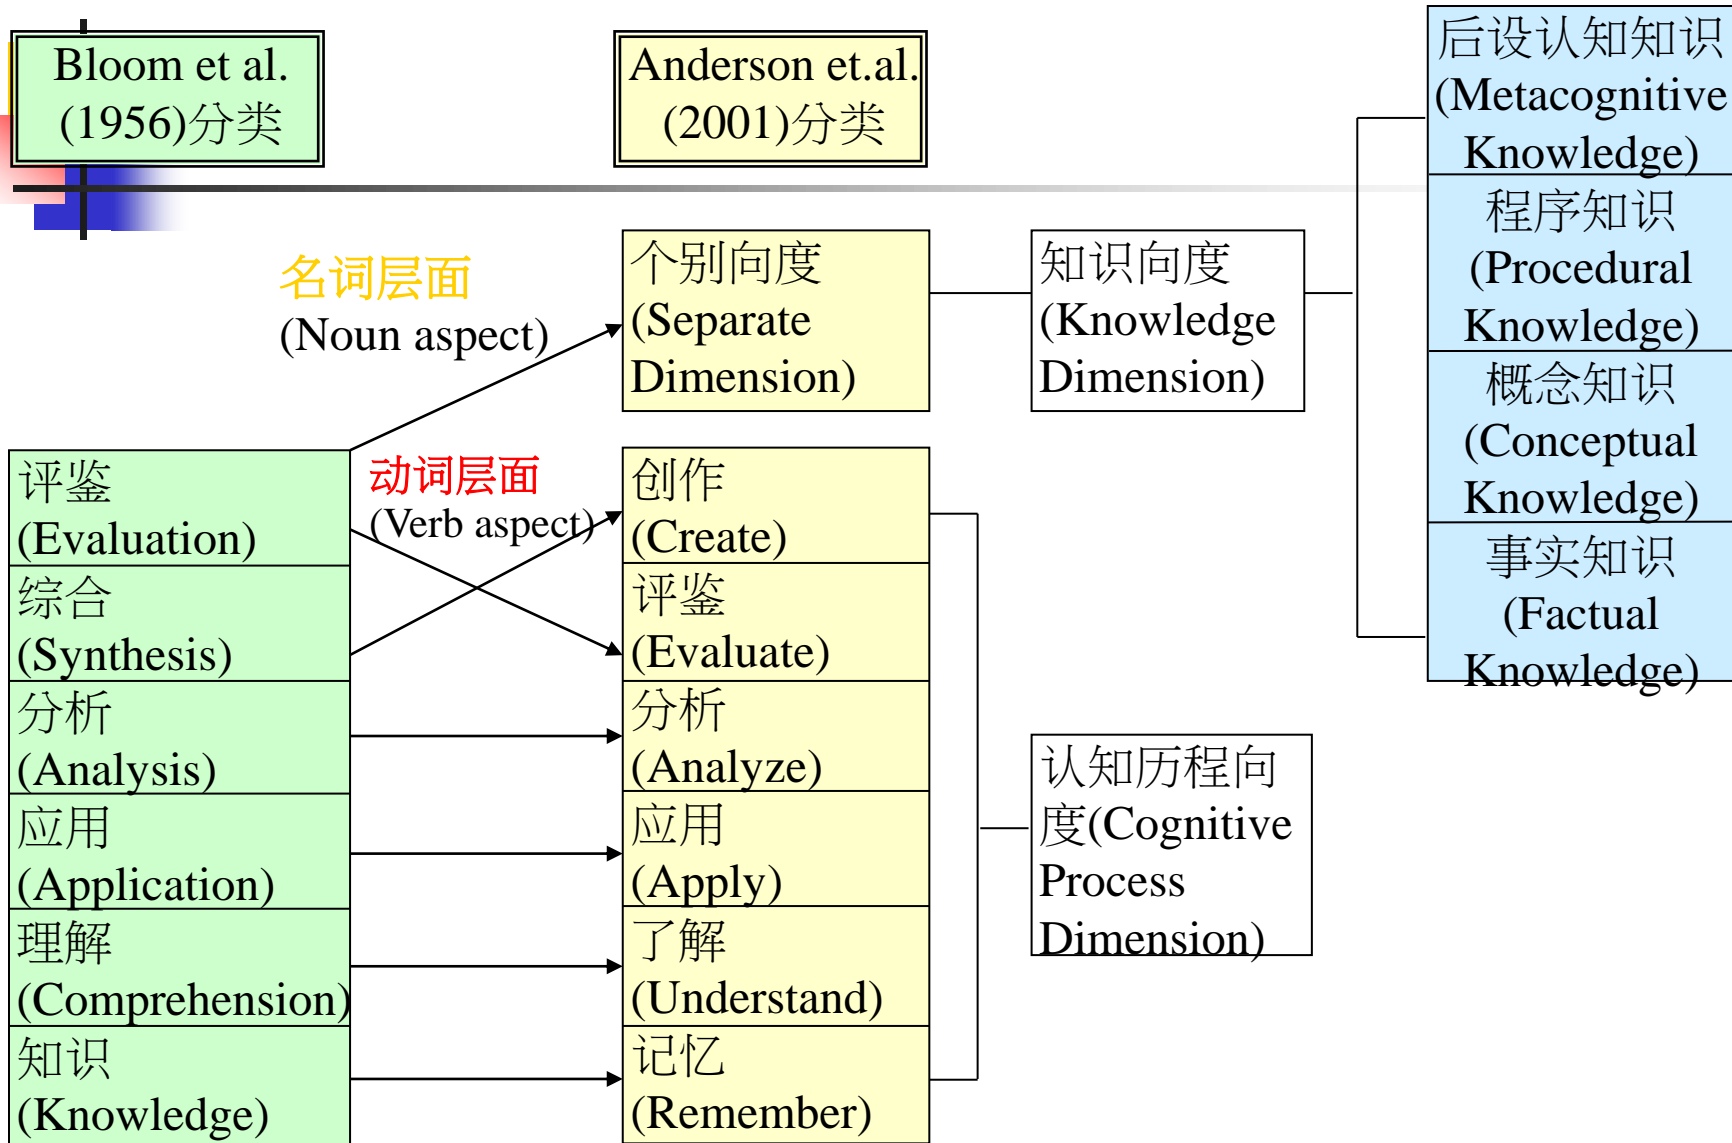 Bloom et al.
(1956)分类
Anderson et.al.
(2001)分类
后设认知知识
(Metacognitive
Knowledge)
程序知识
(Procedural
Knowledge)
概念知识
(Conceptual
Knowledge)
事实知识
(Factual
Knowledge)
名词层面
(Noun aspect)
个别向度
(Separate
Dimension)
知识向度
(Knowledge
Dimension)
动词层面
(Verb aspect)
评鉴
(Evaluation)
综合
(Synthesis)
分析
(Analysis)
应用
(Application)
理解
(Comprehension)
知识
(Knowledge)
创作
(Create)
评鉴
(Evaluate)
分析
(Analyze)
应用
(Apply)
了解
(Understand)
记忆
(Remember)
认知历程向
度(Cognitive
Process
Dimension)